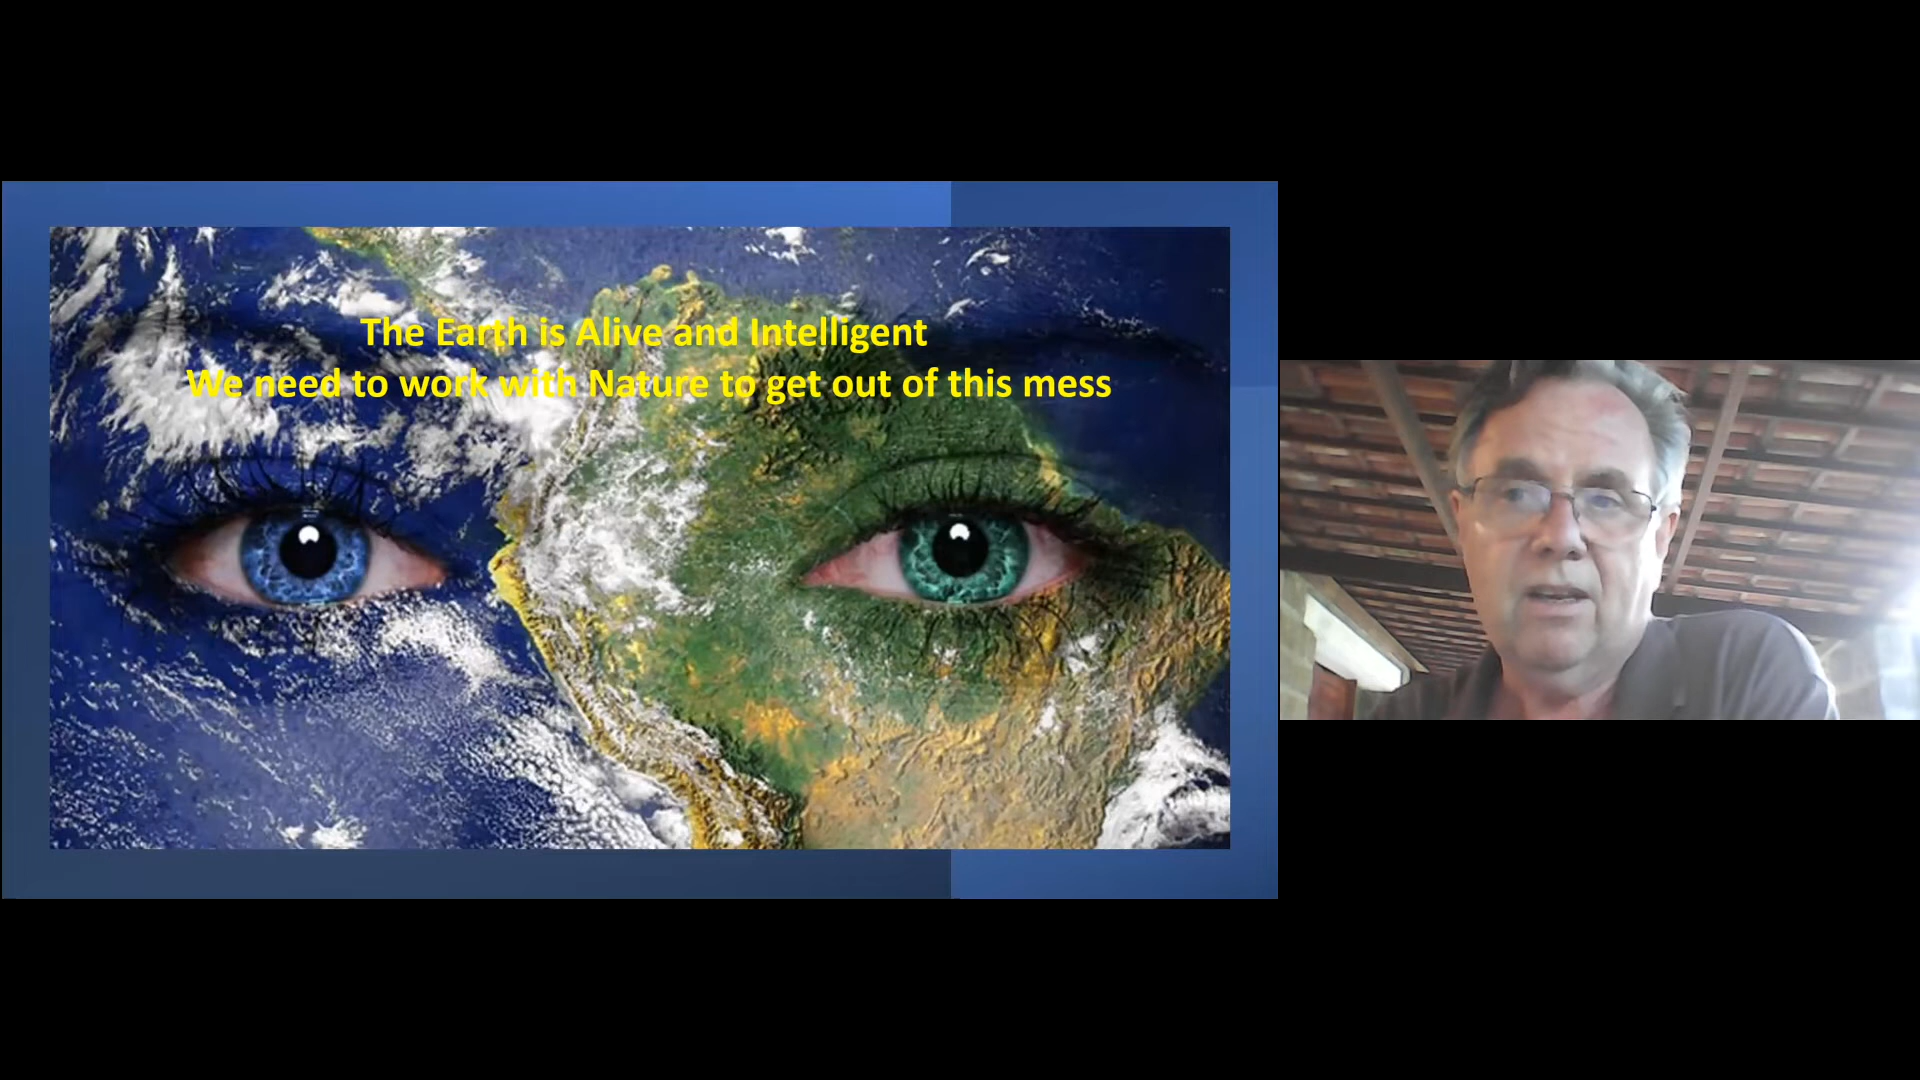 The Earth is Alive and Intelligent
We need to work with Nature to get out of this mess